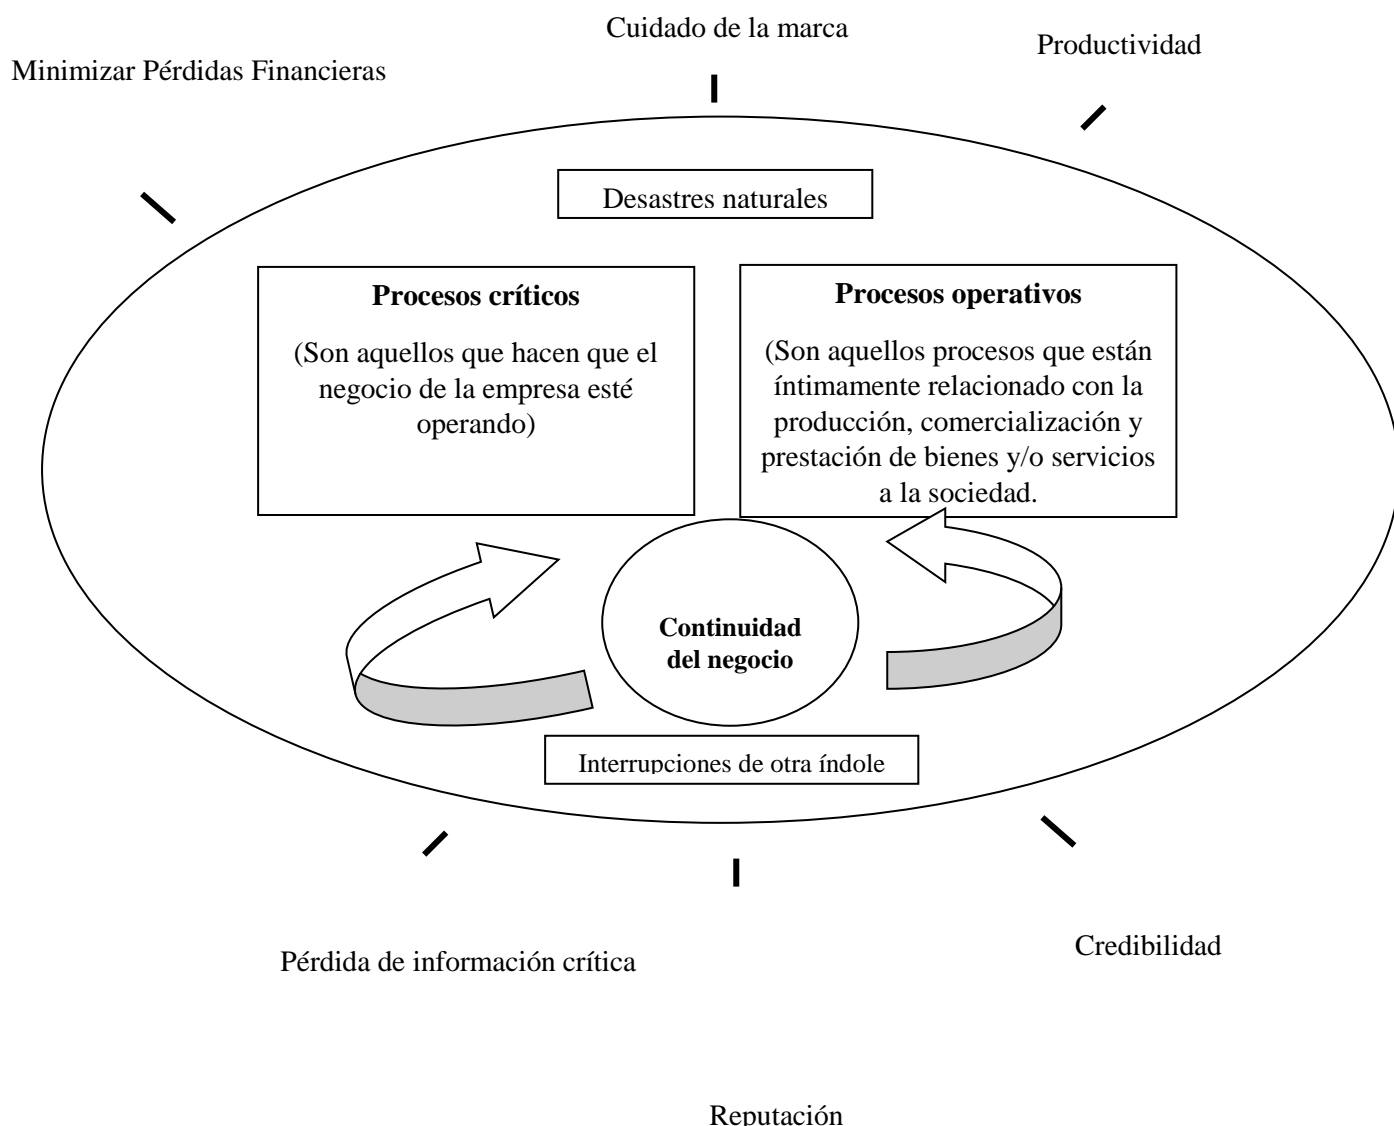 Cuidado de la marca
Productividad
Minimizar Pérdidas Financieras
Desastres naturales
Procesos críticos
(Son aquellos que hacen que el
negocio de la empresa esté
operando)
Procesos operativos
(Son aquellos procesos que están
íntimamente relacionado con la
producción, comercialización y
prestación de bienes y/o servicios
a la sociedad.
Continuidad
del negocio
Interrupciones de otra índole
Pérdida de información crítica
Credibilidad
Reputación